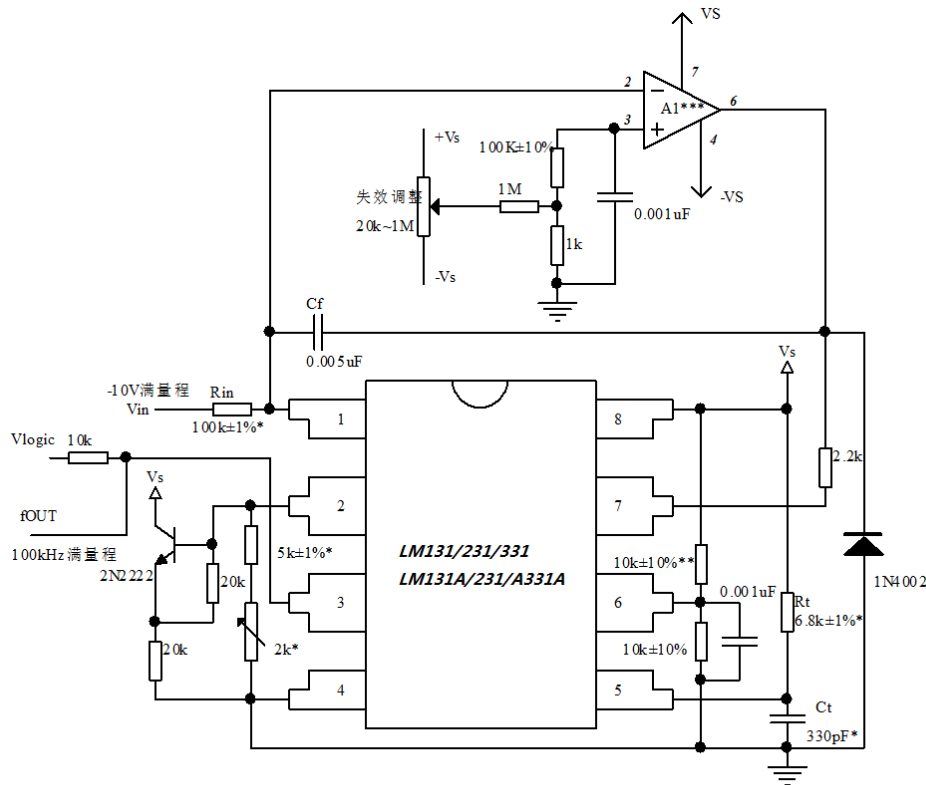 VS
7
2
A1***
6
3
4
-VS
+Vs
100K±10%
失效调整
1M
20k~1M
0.001uF
1k
-Vs
Cf
0.005uF
Vs
-10V满量程
Rin
Vin
100k±1%*
1
8
Vlogic
10k
2.2k
Vs
2
7
fOUT
100kHz满量程
5k±1%*
LM131/231/331
10k±10%**
2N2222
20k
LM131A/231/A331A
1N4002
0.001uF
3
6
Rt
6.8k±1%*
20k
2k*
10k±10%
4
5
Ct
330pF*